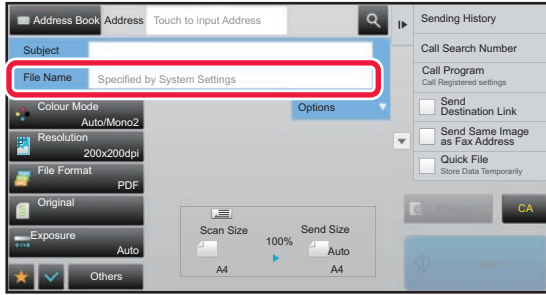 Address Book Address Touch to input Address
Subject
File Name Specified by System Settings
Colour Mode
Auto/Mono2
Options
Resolution
200x200dpi
File Format
PDF
Original
Exposure
Auto
Others
Scan Size
100%
Send Size
Auto
A4
A4
Sending History
Call Search Number
Call Program
Call Registered settings
Send
Destination Link
Send Same Image
as Fax Address
Quick File
Store Data Temporarily
Preview
CA
Start